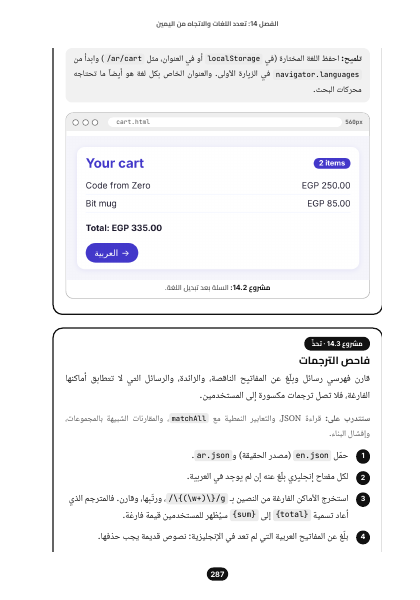 الفصل 14: تعدد اللغات والاتجاه من اليمين
تلميح: احفظ اللغة المختارة (في localStorage أو في العنوان، مثل /ar/cart) وابدأ من
navigator.languages في الزيارة الأولى. والعنوان الخاص بكل لغة هو أيضاً ما تحتاجه
محركات البحث.
cart.html 560px
Your cart 2 items
Code from Zero EGP 250.00
Bit mug EGP 85.00
Total: EGP 335.00
العربية →
مشروع 14.2: السلة بعد تبديل اللغة.
مشروع 14.3 · تحدٍّ
فاحص الترجمات
قارن فهرسي رسائل وبلّغ عن المفاتيح الناقصة، والزائدة، والرسائل التي لا تتطابق أماكنها
الفارغة، فلا تصل ترجمات مكسورة إلى المستخدمين.
ستتدرب على: قراءة JSON، والتعابير النمطية مع matchAll، والمقارنات الشبيهة بالمجموعات،
وإفشال البناء.
1 حمّل en.json (مصدر الحقيقة) و ar.json.
2 لكل مفتاح إنجليزي بلّغ عنه إن لم يوجد في العربية.
3 استخرج الأماكن الفارغة من النصين بـ /\{(\w+)\}/g، ورتّبها، وقارن. فالمترجم الذي
أعاد تسمية {total} إلى {sum} سيُظهر للمستخدمين قيمة فارغة.
4 بلّغ عن المفاتيح العربية التي لم تعد في الإنجليزية: نصوص قديمة يجب حذفها.
287